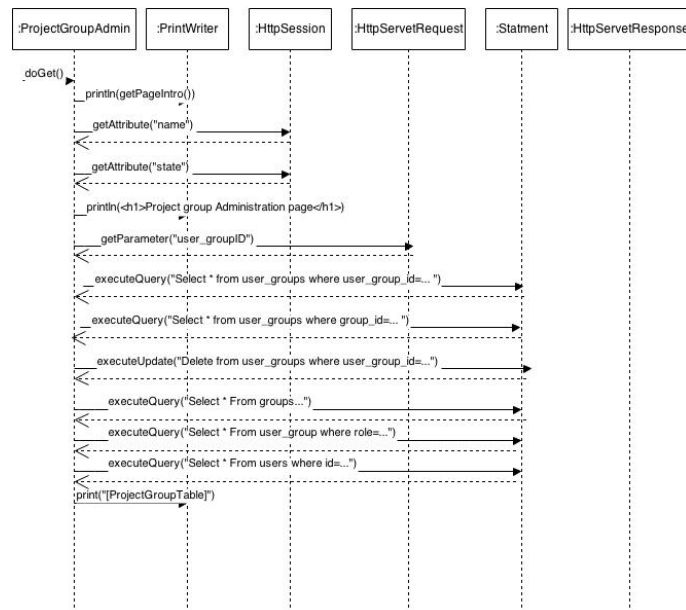 :ProjectGroupAdmin :PrintWriter :HttpSession :HttpServetRequest :Statment :HttpServetResponse
doGet()
println(getPageIntro())
getAttribute("name")
getAttribute("state")
println(<h1>Project group Administration page</h1>)
getParameter("user_groupID")
executeQuery("Select * from user_groups where user_group_id=... ")
executeQuery("Select * from user_groups where group_id=... ")
executeUpdate("Delete from user_groups where user_group_id=...")
executeQuery("Select * From groups...")
executeQuery("Select * From user_group where role=...")
executeQuery("Select * From users where id=...")
print("[ProjectGroupTable]")